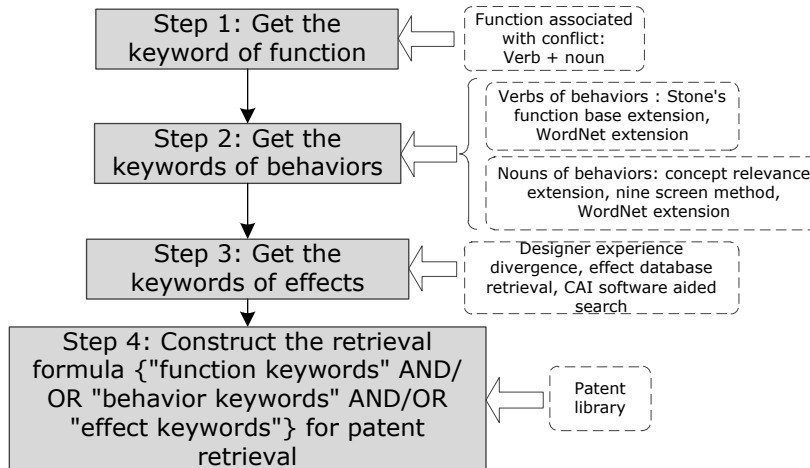 Step 1: Get the
keyword of function
Function associated
with conflict:
Verb + noun
Step 2: Get the
keywords of behaviors
Verbs of behaviors : Stone's
function base extension,
WordNet extension
Nouns of behaviors: concept relevance
extension, nine screen method,
WordNet extension
Step 3: Get the
keywords of effects
Designer experience
divergence, effect database
retrieval, CAI software aided
search
Step 4: Construct the retrieval
formula {"function keywords" AND/
OR "behavior keywords" AND/OR
"effect keywords"} for patent
retrieval
Patent
library